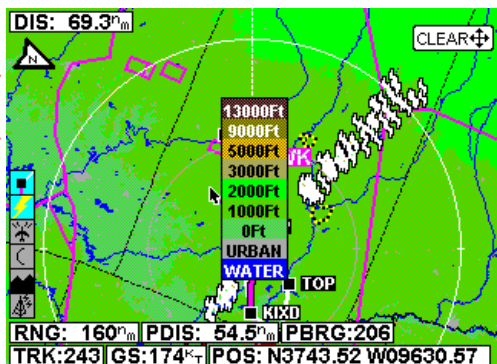 DIS: 69.3nm
CLEAR
N
13000Ft
9000Ft
5000Ft
3000Ft
2000Ft
1000Ft
0Ft
URBAN
WATER
TOP
KIXD
RNG: 160nm PDIS: 54.5nm PBRG:206
TRK:243 GS:174KT POS: N3743.52 W09630.57